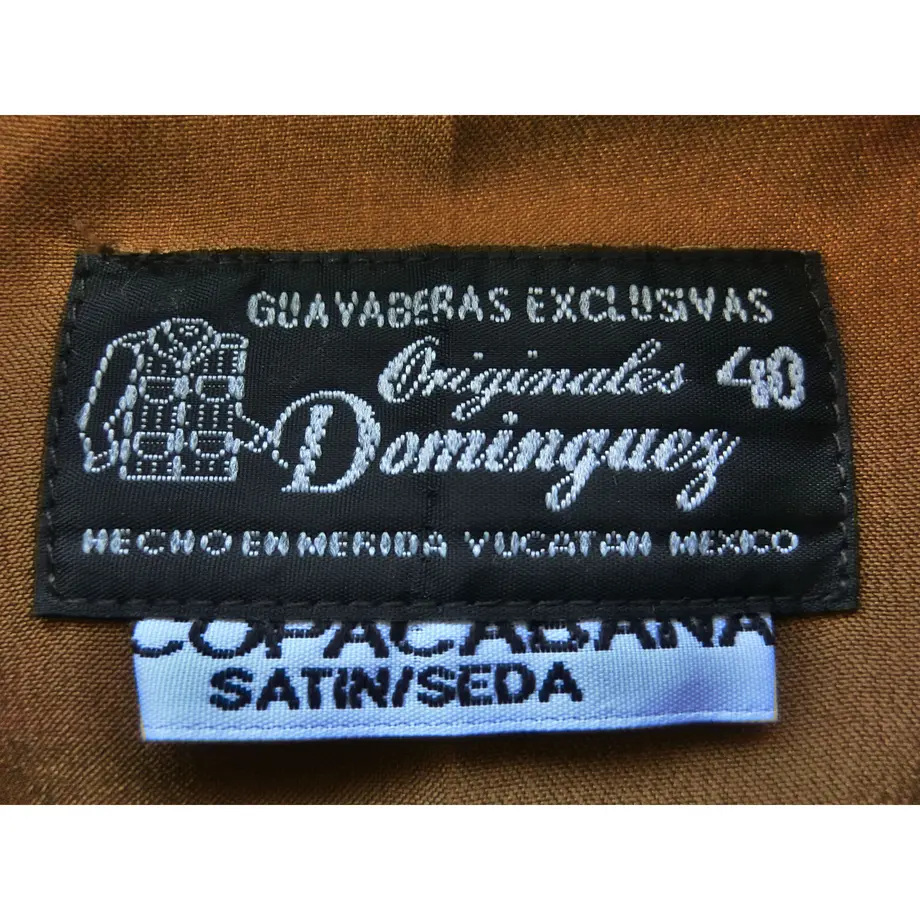 GUAYABERAS EXCLUSIVAS
Originales 40
Dominguez
HECHO EN MERIDA YUCATAN MEXICO
COPACABANA
SATIN/SEDA